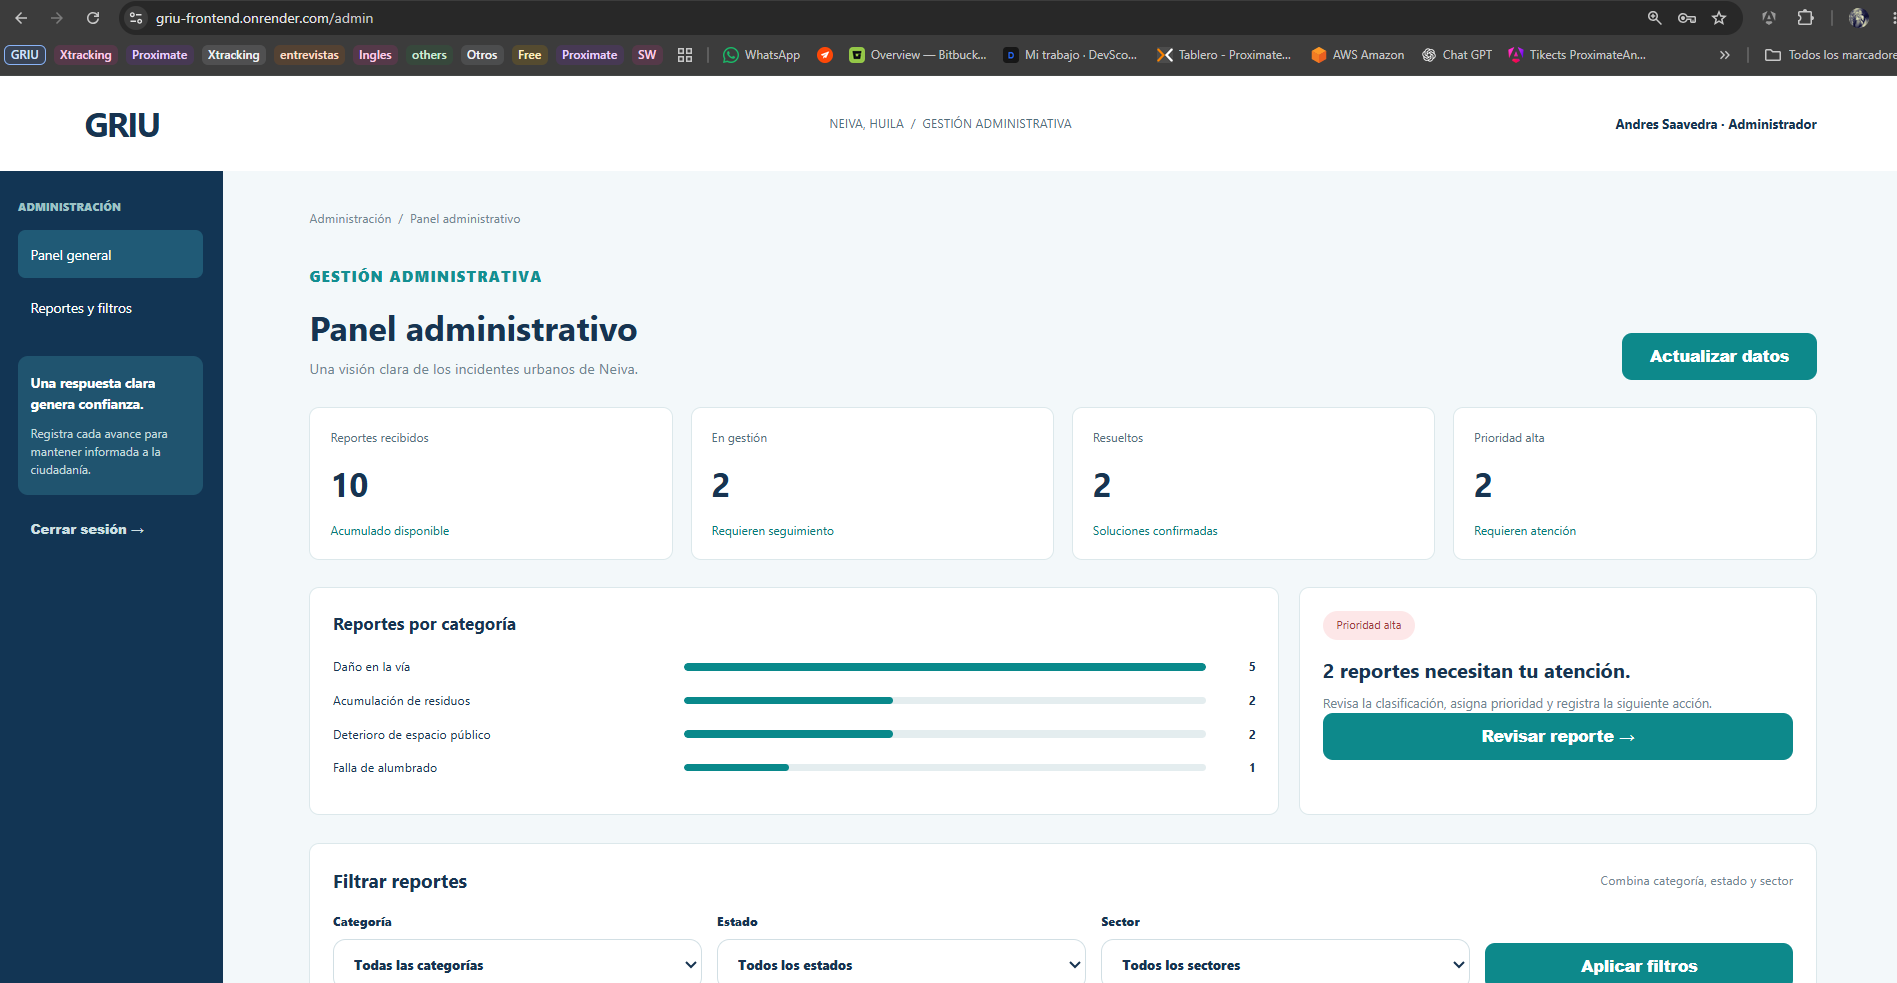 griu-frontend.onrender.com/admin
GRIU Xtracking Proximate Xtracking entrevistas Ingles others Otros Free Proximate SW WhatsApp Overview — Bitbuck... Mi trabajo · DevSco... Tablero - Proximate... AWS Amazon Chat GPT Tikects ProximateAn... » Todos los marcadore
GRIU
NEIVA, HUILA / GESTIÓN ADMINISTRATIVA
Andres Saavedra · Administrador
ADMINISTRACIÓN
Panel general
Reportes y filtros
Una respuesta clara
genera confianza.
Registra cada avance para
mantener informada a la
ciudadanía.
Cerrar sesión →
Administración / Panel administrativo
GESTIÓN ADMINISTRATIVA
Panel administrativo
Una visión clara de los incidentes urbanos de Neiva.
Actualizar datos
Reportes recibidos
10
Acumulado disponible
En gestión
2
Requieren seguimiento
Resueltos
2
Soluciones confirmadas
Prioridad alta
2
Requieren atención
Reportes por categoría
Daño en la vía 5
Acumulación de residuos 2
Deterioro de espacio público 2
Falla de alumbrado 1
Prioridad alta
2 reportes necesitan tu atención.
Revisa la clasificación, asigna prioridad y registra la siguiente acción.
Revisar reporte →
Filtrar reportes
Combina categoría, estado y sector
Categoría
Todas las categorías
Estado
Todos los estados
Sector
Todos los sectores
Aplicar filtros